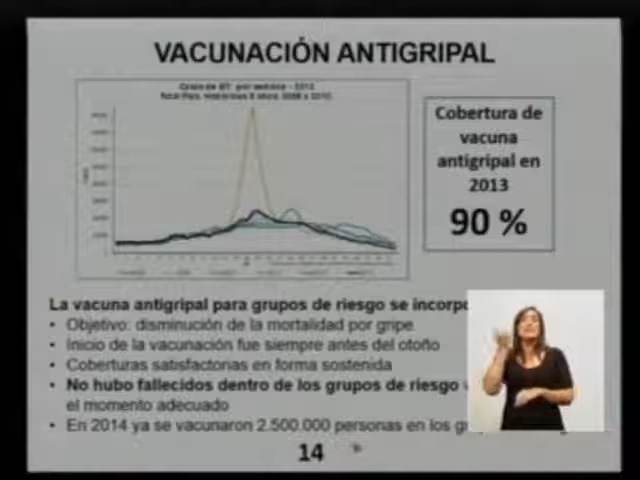 VACUNACIÓN ANTIGRIPAL
Cobertura de
vacuna
antigripal en
2013
90 %
La vacuna antigripal para grupos de riesgo se
• Objetivo: disminución de la mortalidad por gripe
• Inicio de la vacunación fue siempre antes del otoño
• Coberturas satisfactorias en forma sostenida
• No hubo fallecidos dentro de los grupos de riesgo
el momento adecuado
• En 2014 ya se vacunaron 2.500.000 personas en los
14